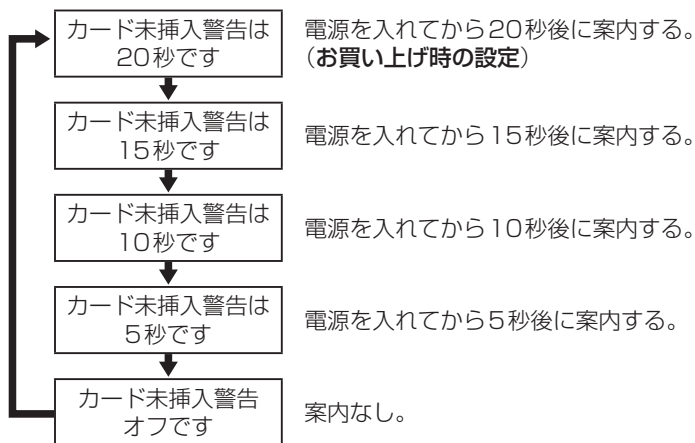 カード未挿入警告は
20秒です
電源を入れてから20秒後に案内する。
（お買い上げ時の設定）
カード未挿入警告は
15秒です
電源を入れてから15秒後に案内する。
カード未挿入警告は
10秒です
電源を入れてから10秒後に案内する。
カード未挿入警告は
5秒です
電源を入れてから5秒後に案内する。
カード未挿入警告
オフです
案内なし。